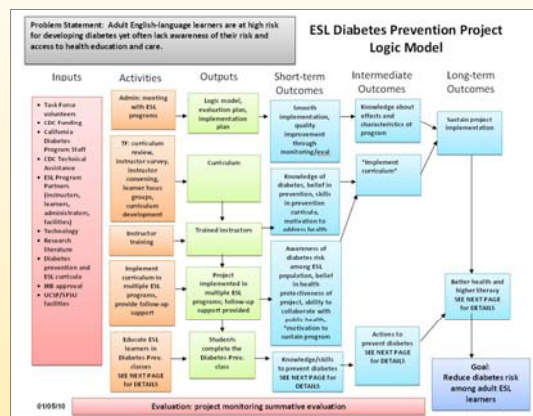 Problem Statement: Adult English-language learners are at high risk
for developing diabetes yet often lack awareness of their risk and
access to health education and care.
ESL Diabetes Prevention Project
Logic Model
Inputs
Activities
Outputs
Short-term
Outcomes
Intermediate
Outcomes
Long-term
Outcomes
• Task Force
volunteers
• CDC Funding
• California
Diabetes
Program Staff
• CDC Technical
Assistance
• ESL Program
Partners
(instructors,
learners,
administrators,
facilities)
• Technology
• Research
literature
• Diabetes
prevention and
ESL curricula
• IRB approval
• UCSF/SFSU
facilities
Admin: meeting
with ESL
programs
TF: curriculum
review,
instructor survey,
instructor
convening,
learner focus
groups,
curriculum
development
Instructor
training
Implement
curriculum in
multiple ESL
programs,
provide follow-up
support
Educate ESL
learners in
Diabetes Prev.
classes
SEE NEXT PAGE
for DETAILS
Logic model,
evaluation plan,
implementation
plan
Curriculum
Trained instructors
Project
implemented in
multiple ESL
programs; follow-up
support provided
Students
complete the
Diabetes Prev.
class
Smooth
implementation,
quality
improvement
through
monitoring/eval
Knowledge of
diabetes, belief in
prevention, skills
in prevention
curricula,
motivation to
address health
Awareness of
diabetes risk
among ESL
population, belief
in health
protectiveness of
project, ability to
collaborate with
public health,
"motivation to
sustain program
Knowledge/skills
to prevent diabetes
SEE NEXT PAGE for
DETAILS
Knowledge about
effects and
characteristics of
program
"Implement
curriculum"
Actions to
prevent diabetes
SEE NEXT PAGE
for DETAILS
Sustain project
implementation
Better health and
higher literacy
SEE NEXT PAGE
for DETAILS
Goal:
Reduce diabetes risk
among adult ESL
learners
01/05/10
Evaluation: project monitoring summative evaluation